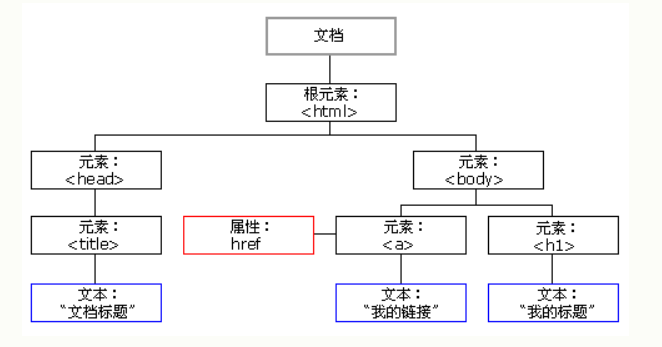 文档
根元素：
<html>
元素：
<head>
元素：
<body>
元素：
<title>
属性：
href
元素：
<a>
元素：
<h1>
文本：
“文档标题”
文本：
“我的链接”
文本：
“我的标题”